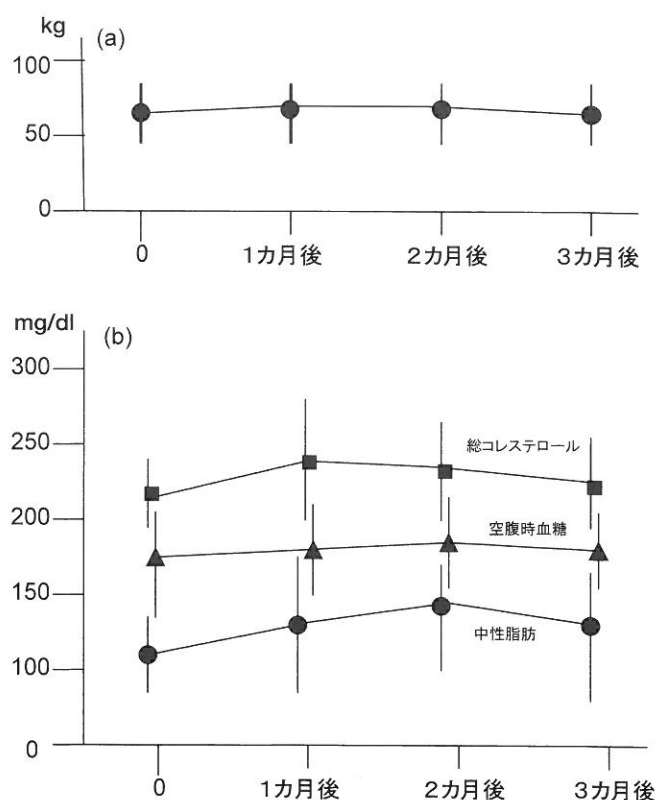 kg
(a)
100
50
0
0 1カ月後 2カ月後 3カ月後
mg/dl
(b)
300
250
総コレステロール
200
空腹時血糖
150
中性脂肪
100
0
0 1カ月後 2カ月後 3カ月後